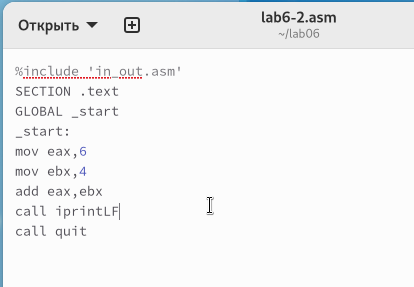 Открыть
lab6-2.asm
~/lab06
%include 'in_out.asm'
SECTION .text
GLOBAL _start
_start:
mov eax,6
mov ebx,4
add eax,ebx
call iprintLF
call quit